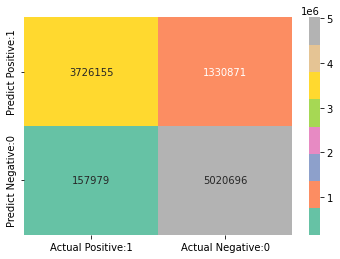 1e6
Predict Positive:1
3726155
1330871
5
4
3
2
1
Predict Negative:0
157979
5020696
Actual Positive:1
Actual Negative:0